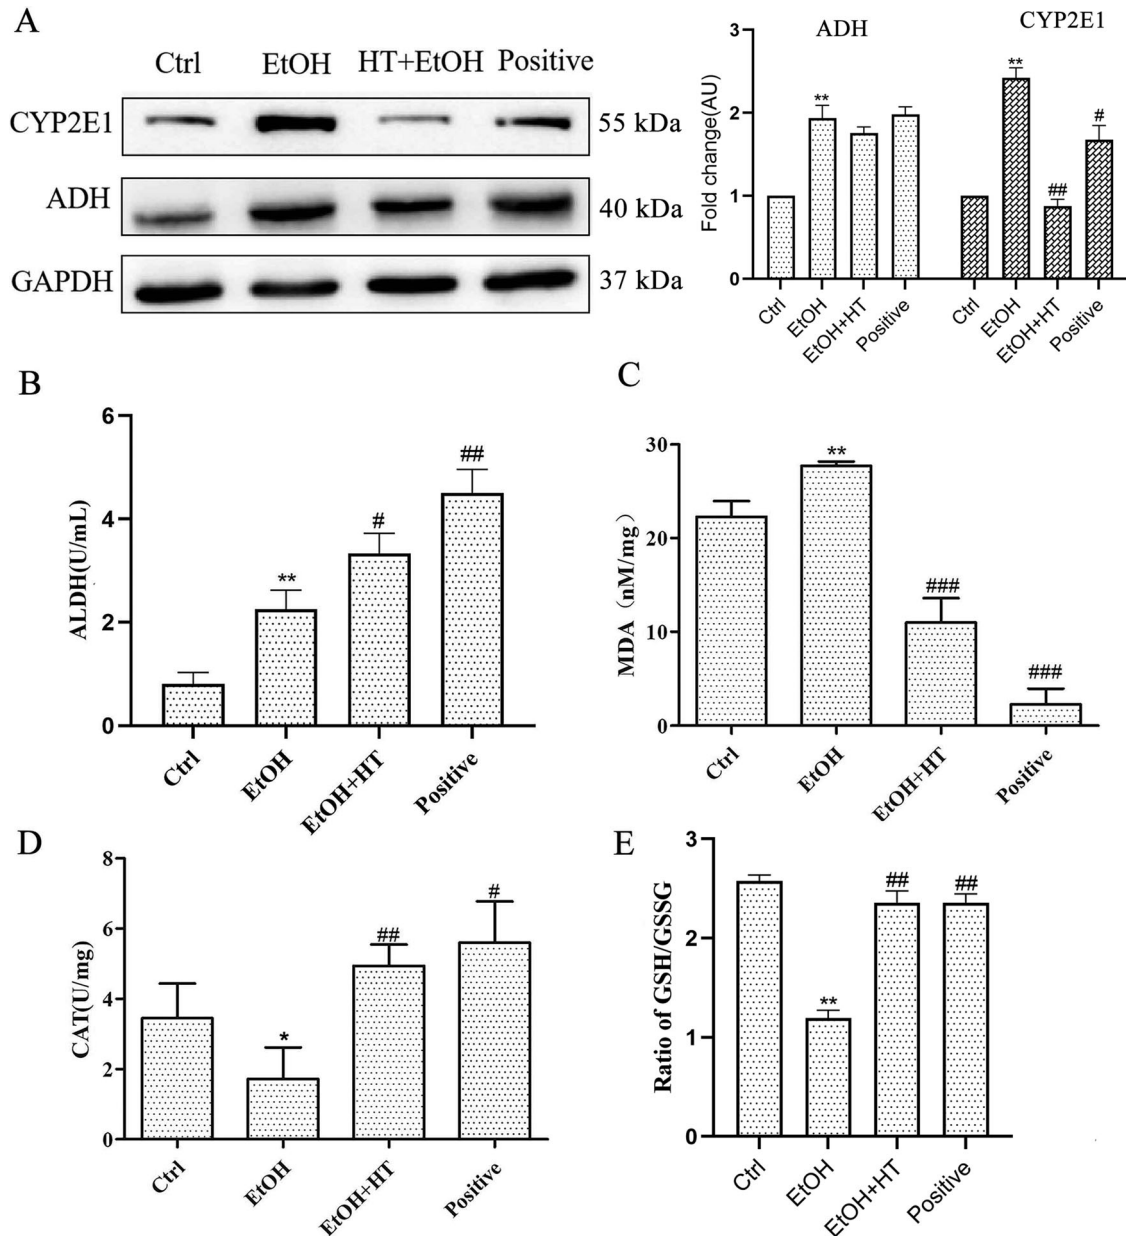 A
Ctrl EtOH HT+EtOH Positive
CYP2E1 55 kDa
ADH 40 kDa
GAPDH 37 kDa
ADH CYP2E1
Fold change(AU)
3
2
1
0
** ** ## #
Ctrl EtOH EtOH+HT Positive Ctrl EtOH EtOH+HT Positive
B
ALDH(U/mL)
6
4
2
0
** # ##
Ctrl EtOH EtOH+HT Positive
C
MDA（nM/mg）
30
20
10
0
** ### ###
Ctrl EtOH EtOH+HT Positive
D
CAT(U/mg)
8
6
4
2
0
* ## #
Ctrl EtOH EtOH+HT Positive
E
Ratio of GSH/GSSG
3
2
1
0
** ## ##
Ctrl EtOH EtOH+HT Positive